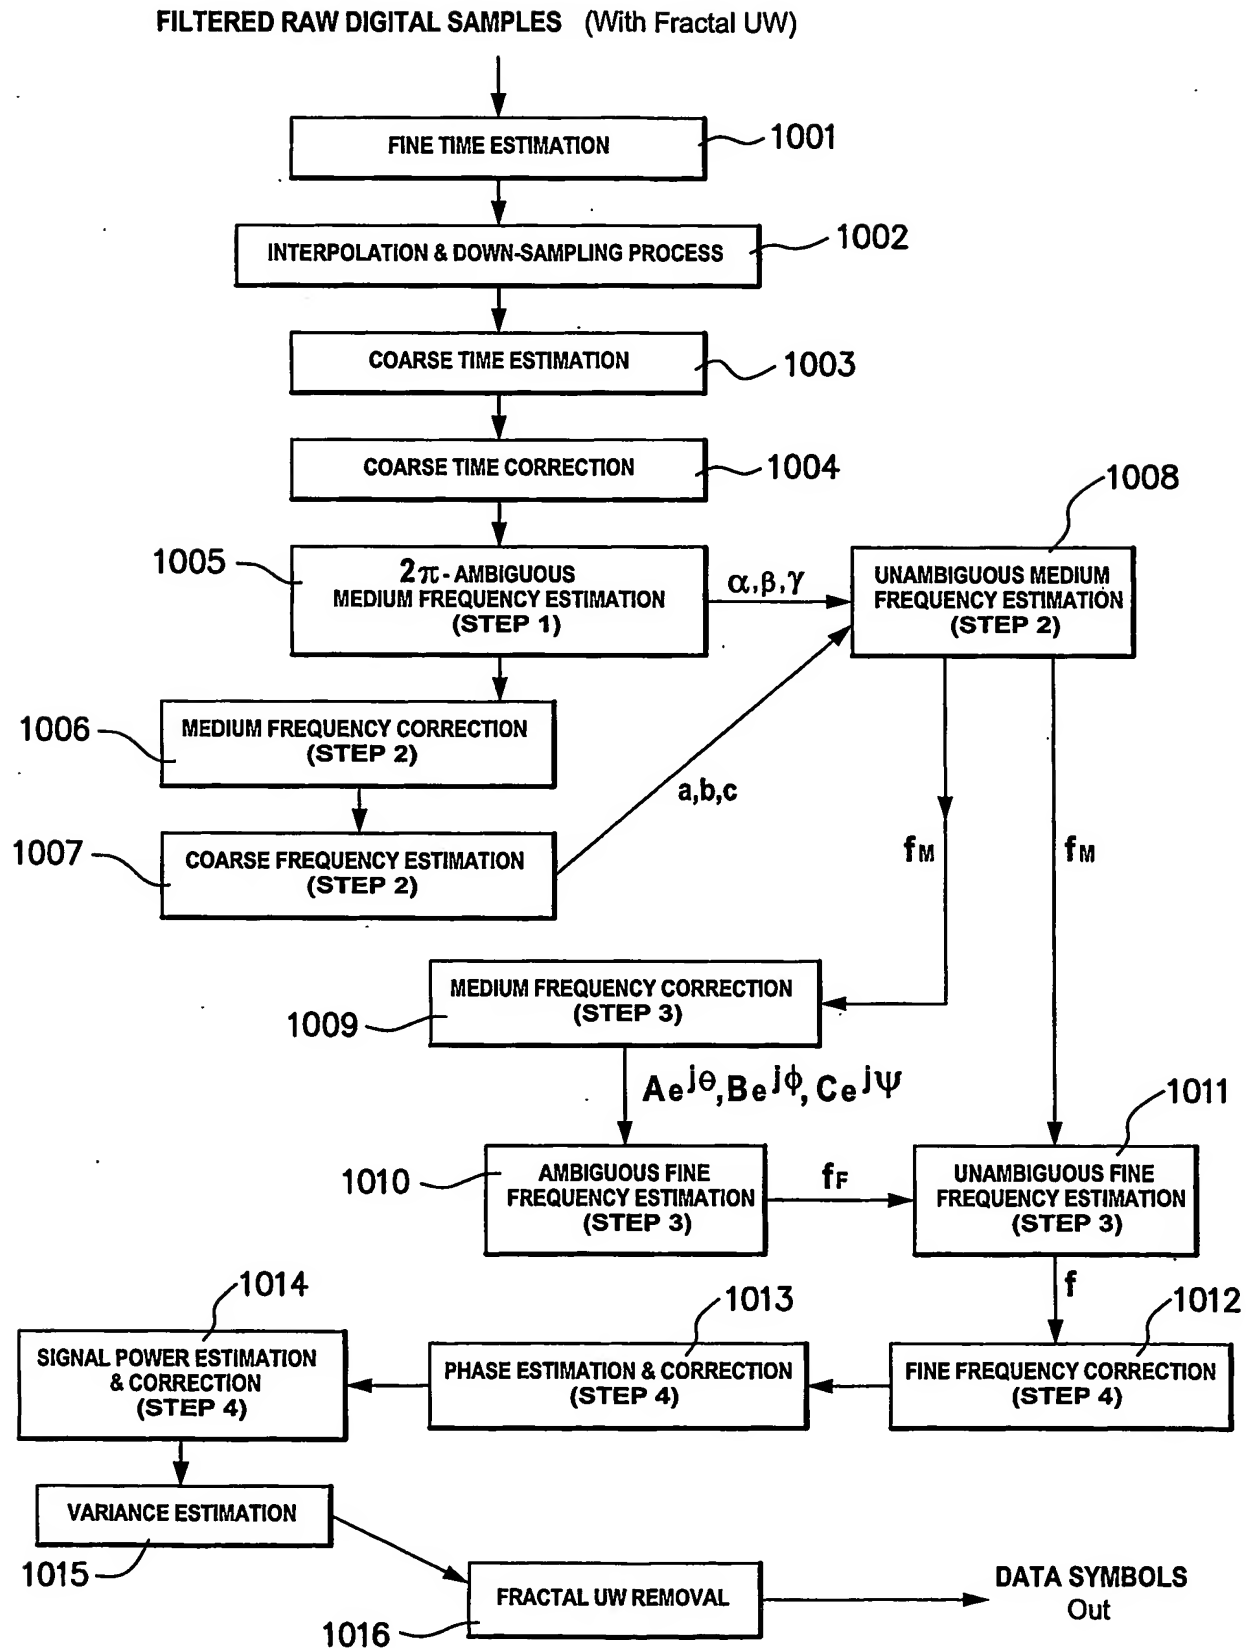 FILTERED RAW DIGITAL SAMPLES (With Fractal UW)
FINE TIME ESTIMATION
1001
INTERPOLATION & DOWN-SAMPLING PROCESS
1002
COARSE TIME ESTIMATION
1003
COARSE TIME CORRECTION
1004
1005
2π-AMBIGUOUS
MEDIUM FREQUENCY ESTIMATION
(STEP 1)
α,β,γ
1008
UNAMBIGUOUS MEDIUM
FREQUENCY ESTIMATION
(STEP 2)
1006
MEDIUM FREQUENCY CORRECTION
(STEP 2)
a,b,c
1007
COARSE FREQUENCY ESTIMATION
(STEP 2)
fM
fM
1009
MEDIUM FREQUENCY CORRECTION
(STEP 3)
Ae^jθ, Be^jϕ, Ce^jψ
1010
AMBIGUOUS FINE
FREQUENCY ESTIMATION
(STEP 3)
fF
1011
UNAMBIGUOUS FINE
FREQUENCY ESTIMATION
(STEP 3)
f
1014
SIGNAL POWER ESTIMATION
& CORRECTION
(STEP 4)
1013
PHASE ESTIMATION & CORRECTION
(STEP 4)
1012
FINE FREQUENCY CORRECTION
(STEP 4)
VARIANCE ESTIMATION
1015
FRACTAL UW REMOVAL
1016
DATA SYMBOLS
Out